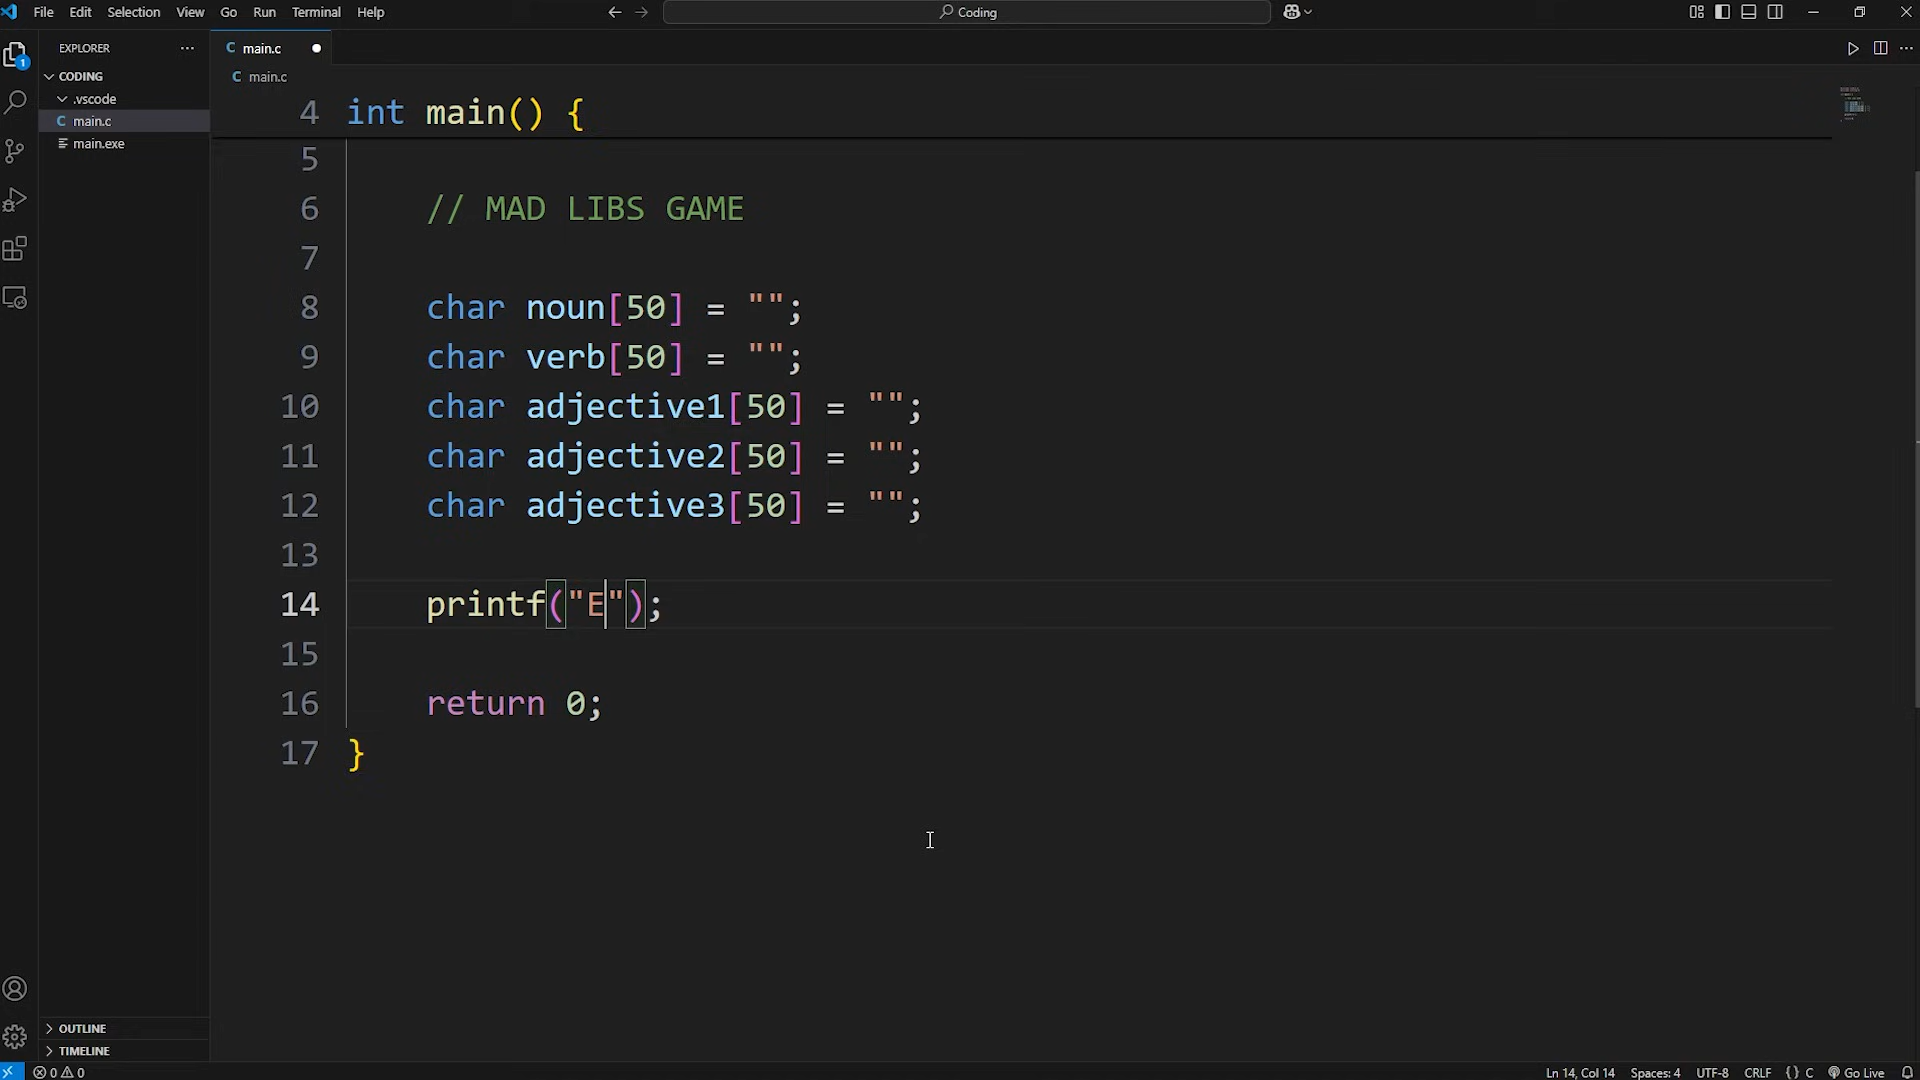 File Edit Selection View Go Run Terminal Help
Coding
EXPLORER
CODING
.vscode
C main.c
main.exe
OUTLINE
TIMELINE
C main.c
C main.c
4 int main() {
5
6 // MAD LIBS GAME
7
8 char noun[50] = "";
9 char verb[50] = "";
10 char adjective1[50] = "";
11 char adjective2[50] = "";
12 char adjective3[50] = "";
13
14 printf("E");
15
16 return 0;
17 }
1
0 0
Ln 14, Col 14 Spaces: 4 UTF-8 CRLF {} C Go Live